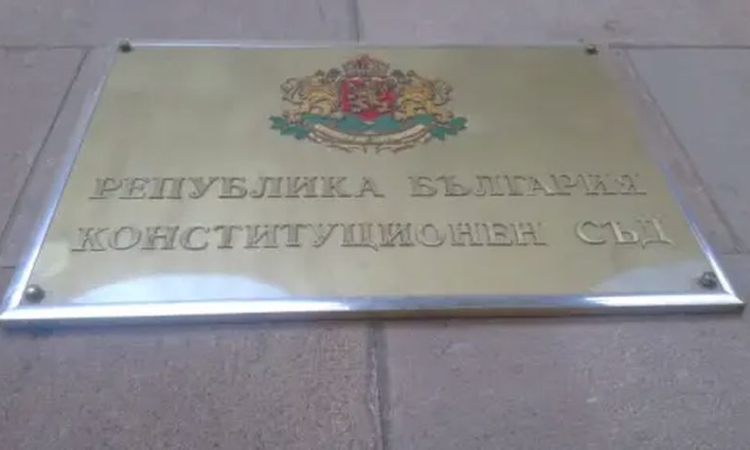 РЕПУБЛИКА БЪЛГАРИЯ
КОНСТИТУЦИОНЕН СЪД